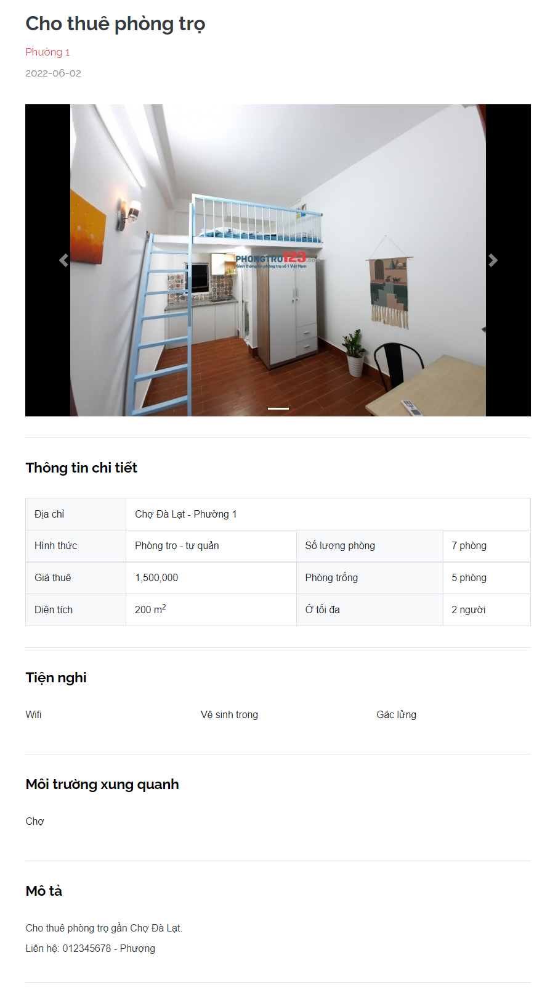 Cho thuê phòng trọ
Phường 1
2022-06-02
PHONGTRO123.com
Kênh thông tin phòng trọ số 1 Việt Nam
Thông tin chi tiết
Địa chỉ Chợ Đà Lạt - Phường 1
Hình thức Phòng trọ - tự quản Số lượng phòng 7 phòng
Giá thuê 1,500,000 Phòng trống 5 phòng
Diện tích 200 m² Ở tối đa 2 người
Tiện nghi
Wifi Vệ sinh trong Gác lửng
Môi trường xung quanh
Chợ
Mô tả
Cho thuê phòng trọ gần Chợ Đà Lạt.
Liên hệ: 012345678 - Phượng